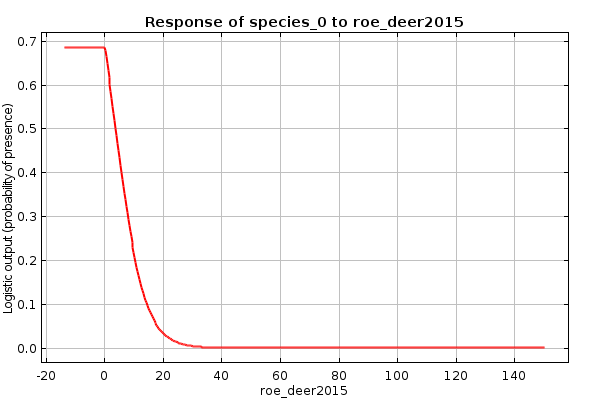 Response of species_0 to roe_deer2015
Logistic output (probability of presence)
0.7
0.6
0.5
0.4
0.3
0.2
0.1
0.0
-20 0 20 40 60 80 100 120 140
roe_deer2015